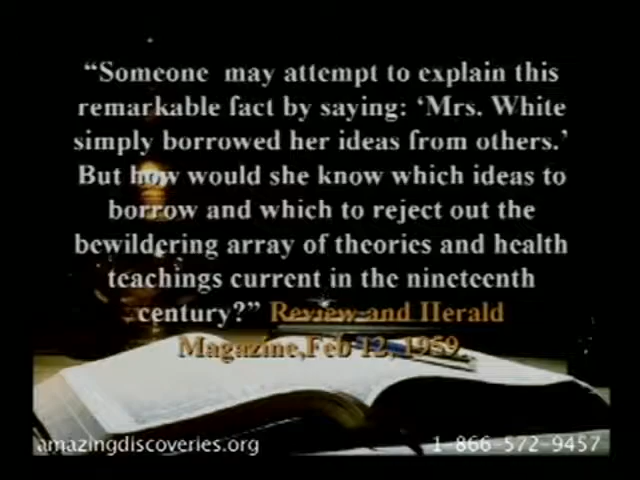 “Someone may attempt to explain this
remarkable fact by saying: ‘Mrs. White
simply borrowed her ideas from others.’
But how would she know which ideas to
borrow and which to reject out the
bewildering array of theories and health
teachings current in the nineteenth
century?” Review and Herald
Magazine,Feb 12, 1959
amazingdiscoveries.org
1-866-572-9457